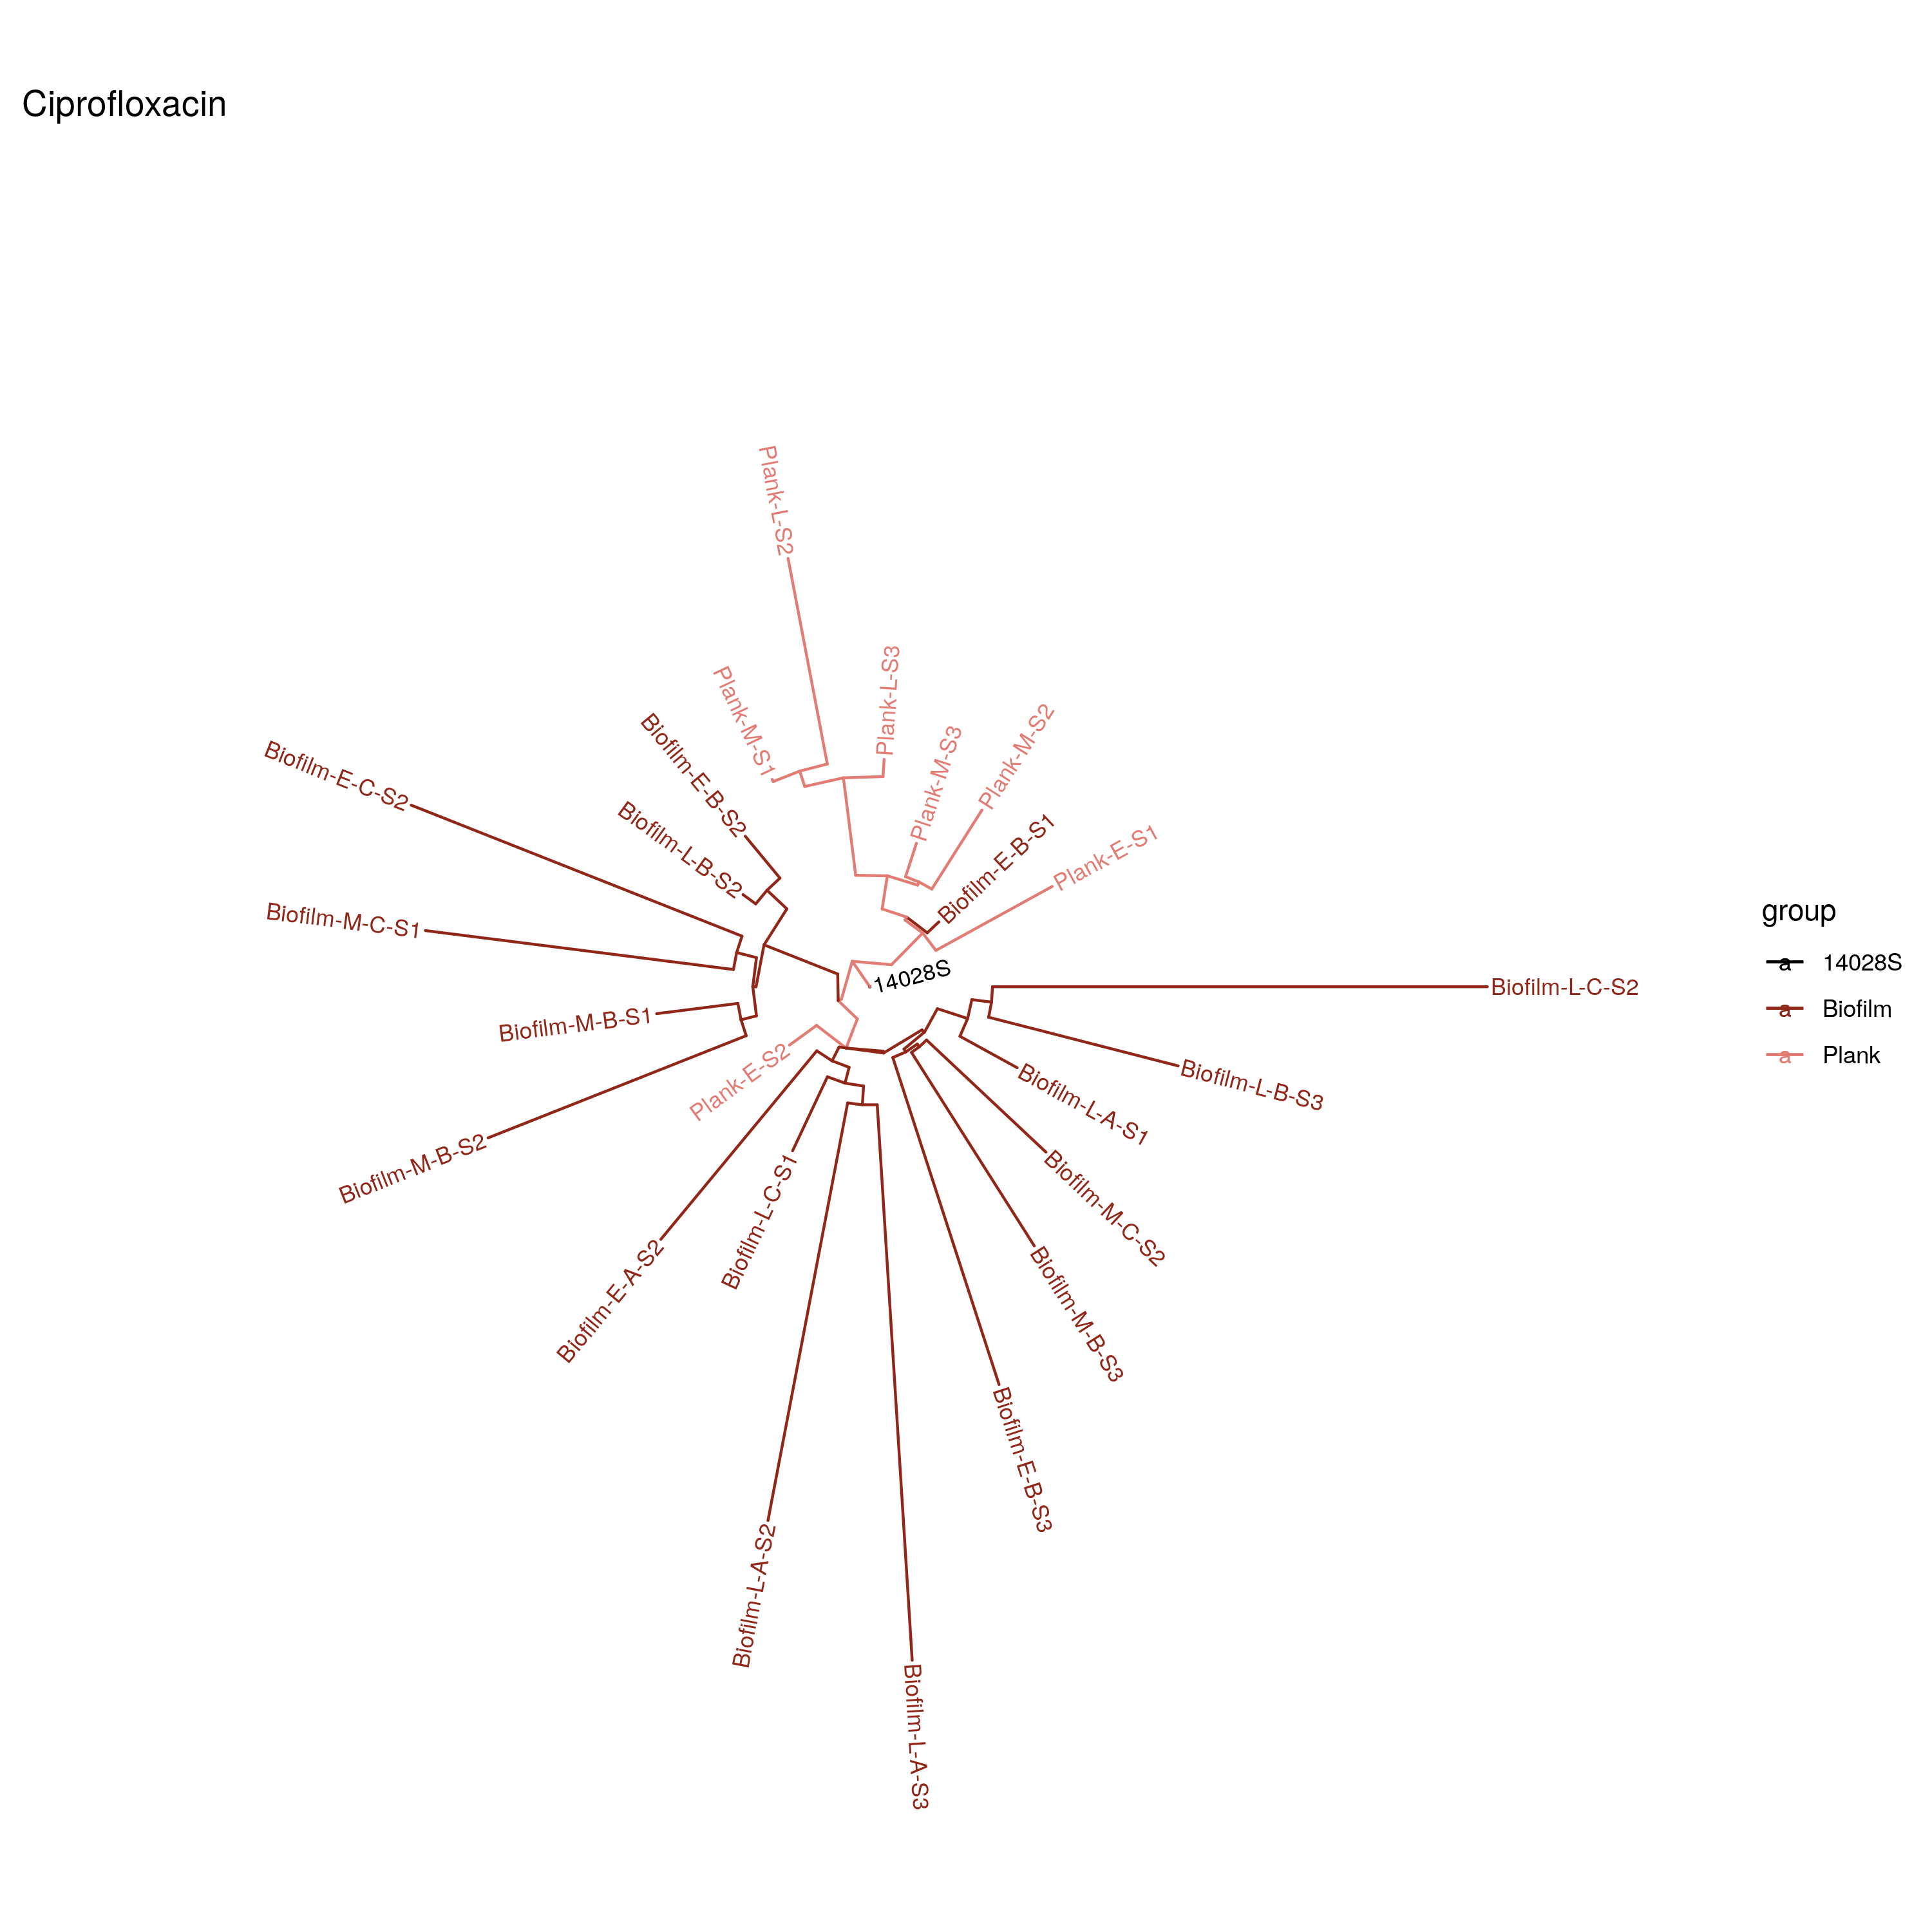 Ciprofloxacin
Plank-L-S2
Plank-L-S3
Plank-M-S1
Plank-M-S3
Plank-M-S2
Biofilm-E-B-S2
Biofilm-E-C-S2
Biofilm-L-B-S2
Biofilm-E-B-S1
Plank-E-S1
Biofilm-M-C-S1
14028S
Biofilm-L-C-S2
Biofilm-M-B-S1
Plank-E-S2
Biofilm-L-B-S3
Biofilm-L-A-S1
Biofilm-M-B-S2
Biofilm-M-C-S2
Biofilm-L-C-S1
Biofilm-E-A-S2
Biofilm-M-B-S3
Biofilm-E-B-S3
Biofilm-L-A-S2
Biofilm-L-A-S3
group
a 14028S
a Biofilm
a Plank